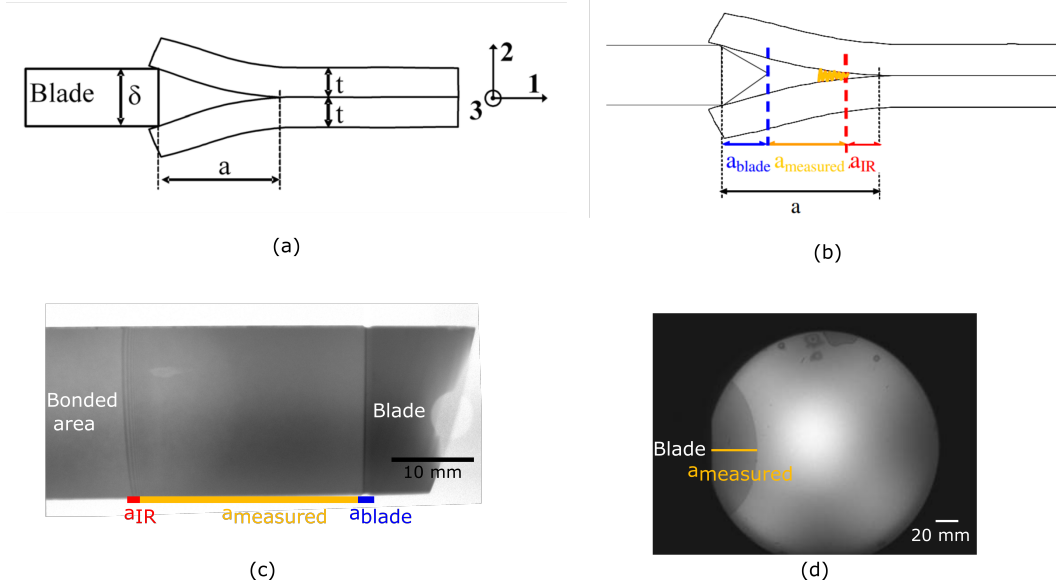 Blade
δ
t
t
a
2
1
3
(a)
a_blade
a_measured
a_IR
a
(b)
Bonded
area
Blade
10 mm
a_IR
a_measured
a_blade
(c)
Blade
a_measured
20 mm
(d)